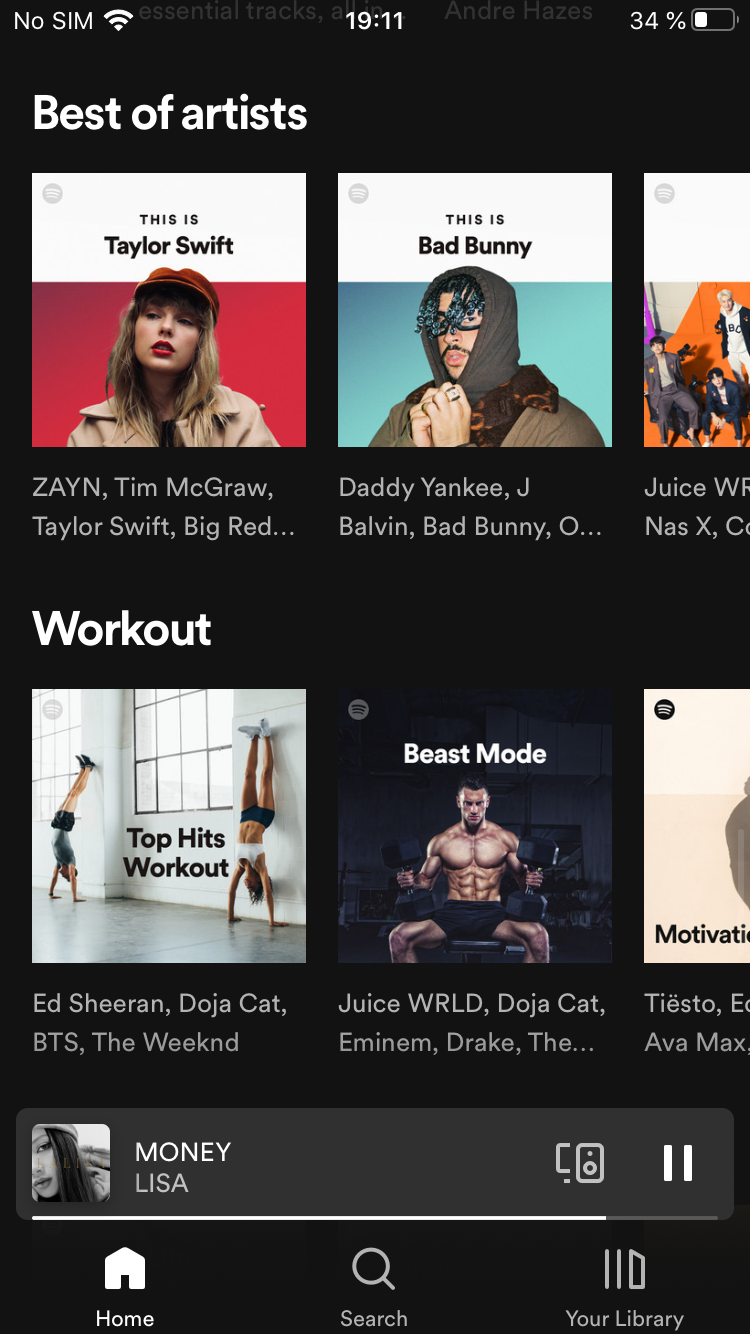 essential tracks, all in
Andre Hazes
No SIM
19:11
34 %
Best of artists
THIS IS
Taylor Swift
THIS IS
Bad Bunny
ZAYN, Tim McGraw,
Taylor Swift, Big Red...
Daddy Yankee, J
Balvin, Bad Bunny, O...
Juice WR
Nas X, Co
Workout
Top Hits
Workout
Beast Mode
Motivatio
Ed Sheeran, Doja Cat,
BTS, The Weeknd
Juice WRLD, Doja Cat,
Eminem, Drake, The...
Tiësto, Ed
Ava Max,
MONEY
LISA
Home
Search
Your Library